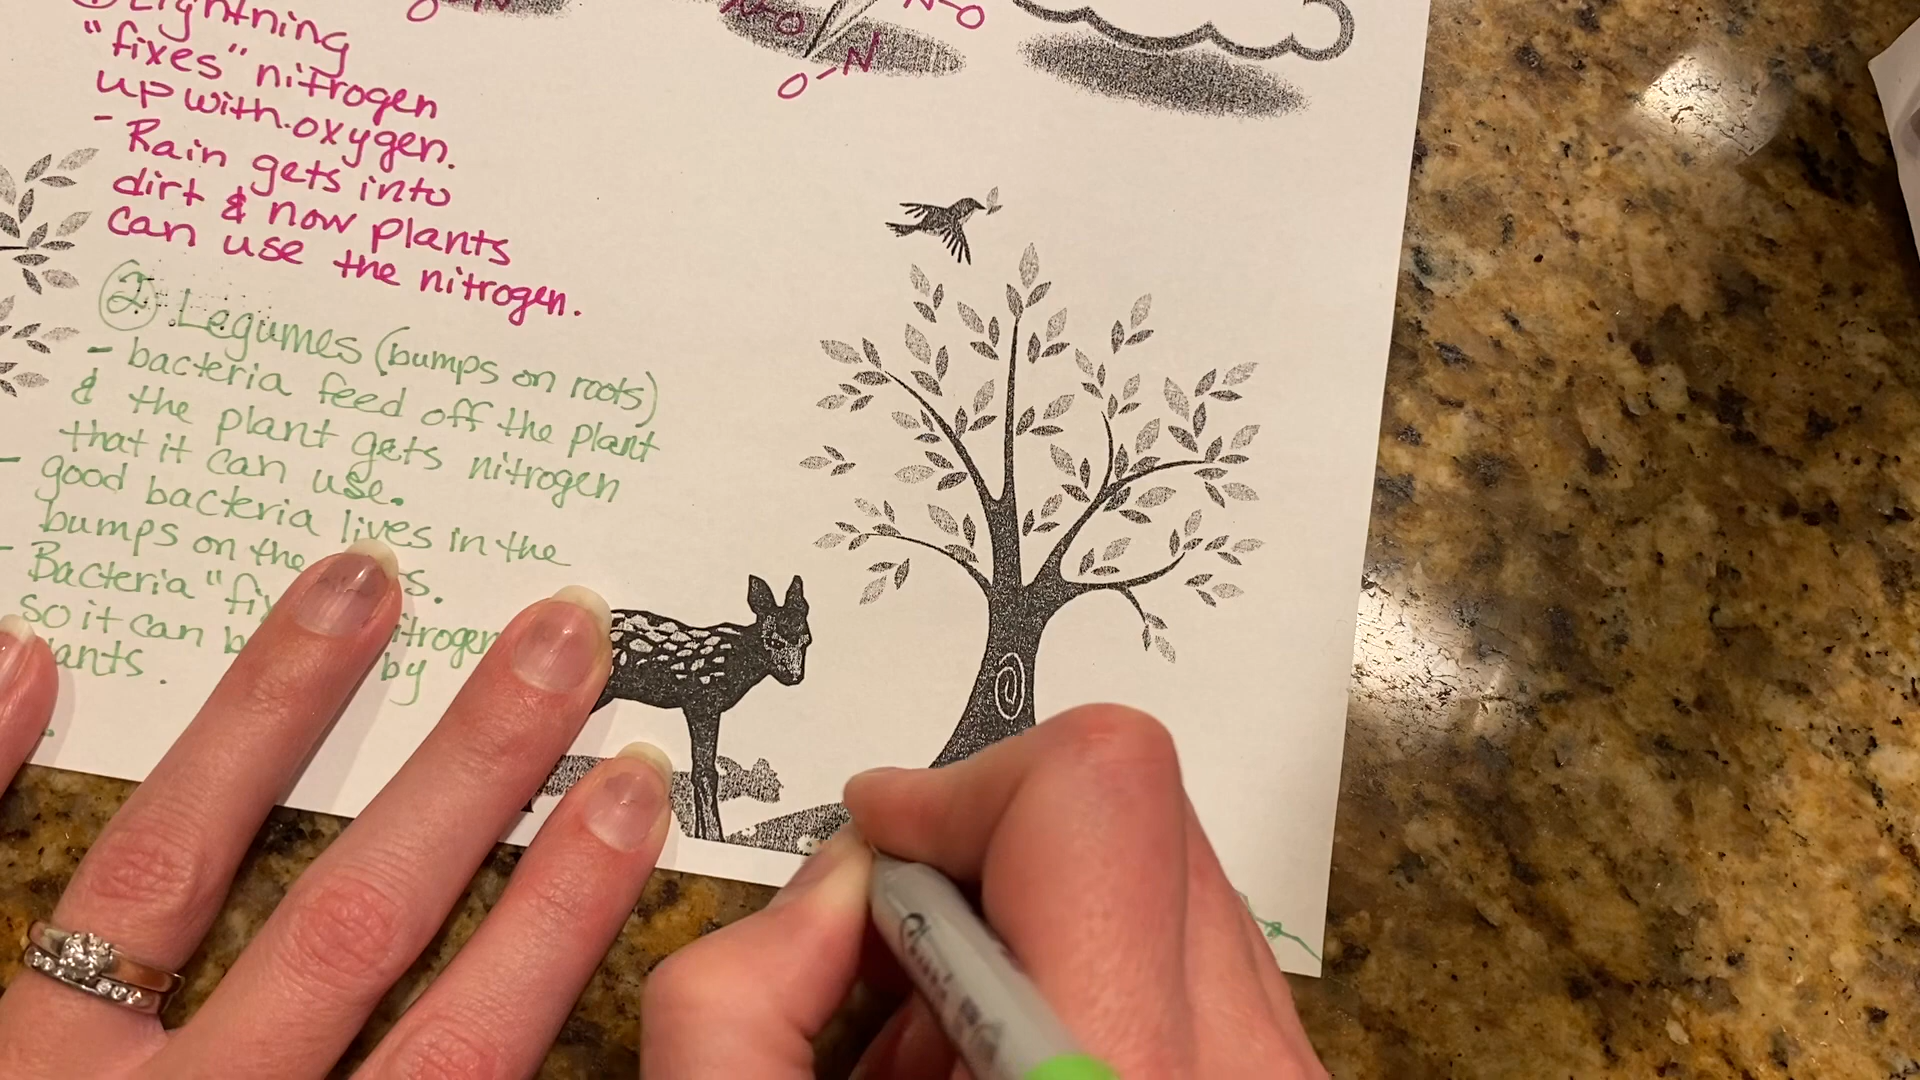 ① Lightning
"fixes" nitrogen
up with oxygen.
- Rain gets into
dirt & now plants
can use the nitrogen.
② Legumes (bumps on roots)
- bacteria feed off the plant
& the plant gets nitrogen
that it can use.
- good bacteria lives in the
bumps on the
- Bacteria
so it can by
O N
N-O
N-O
O-N